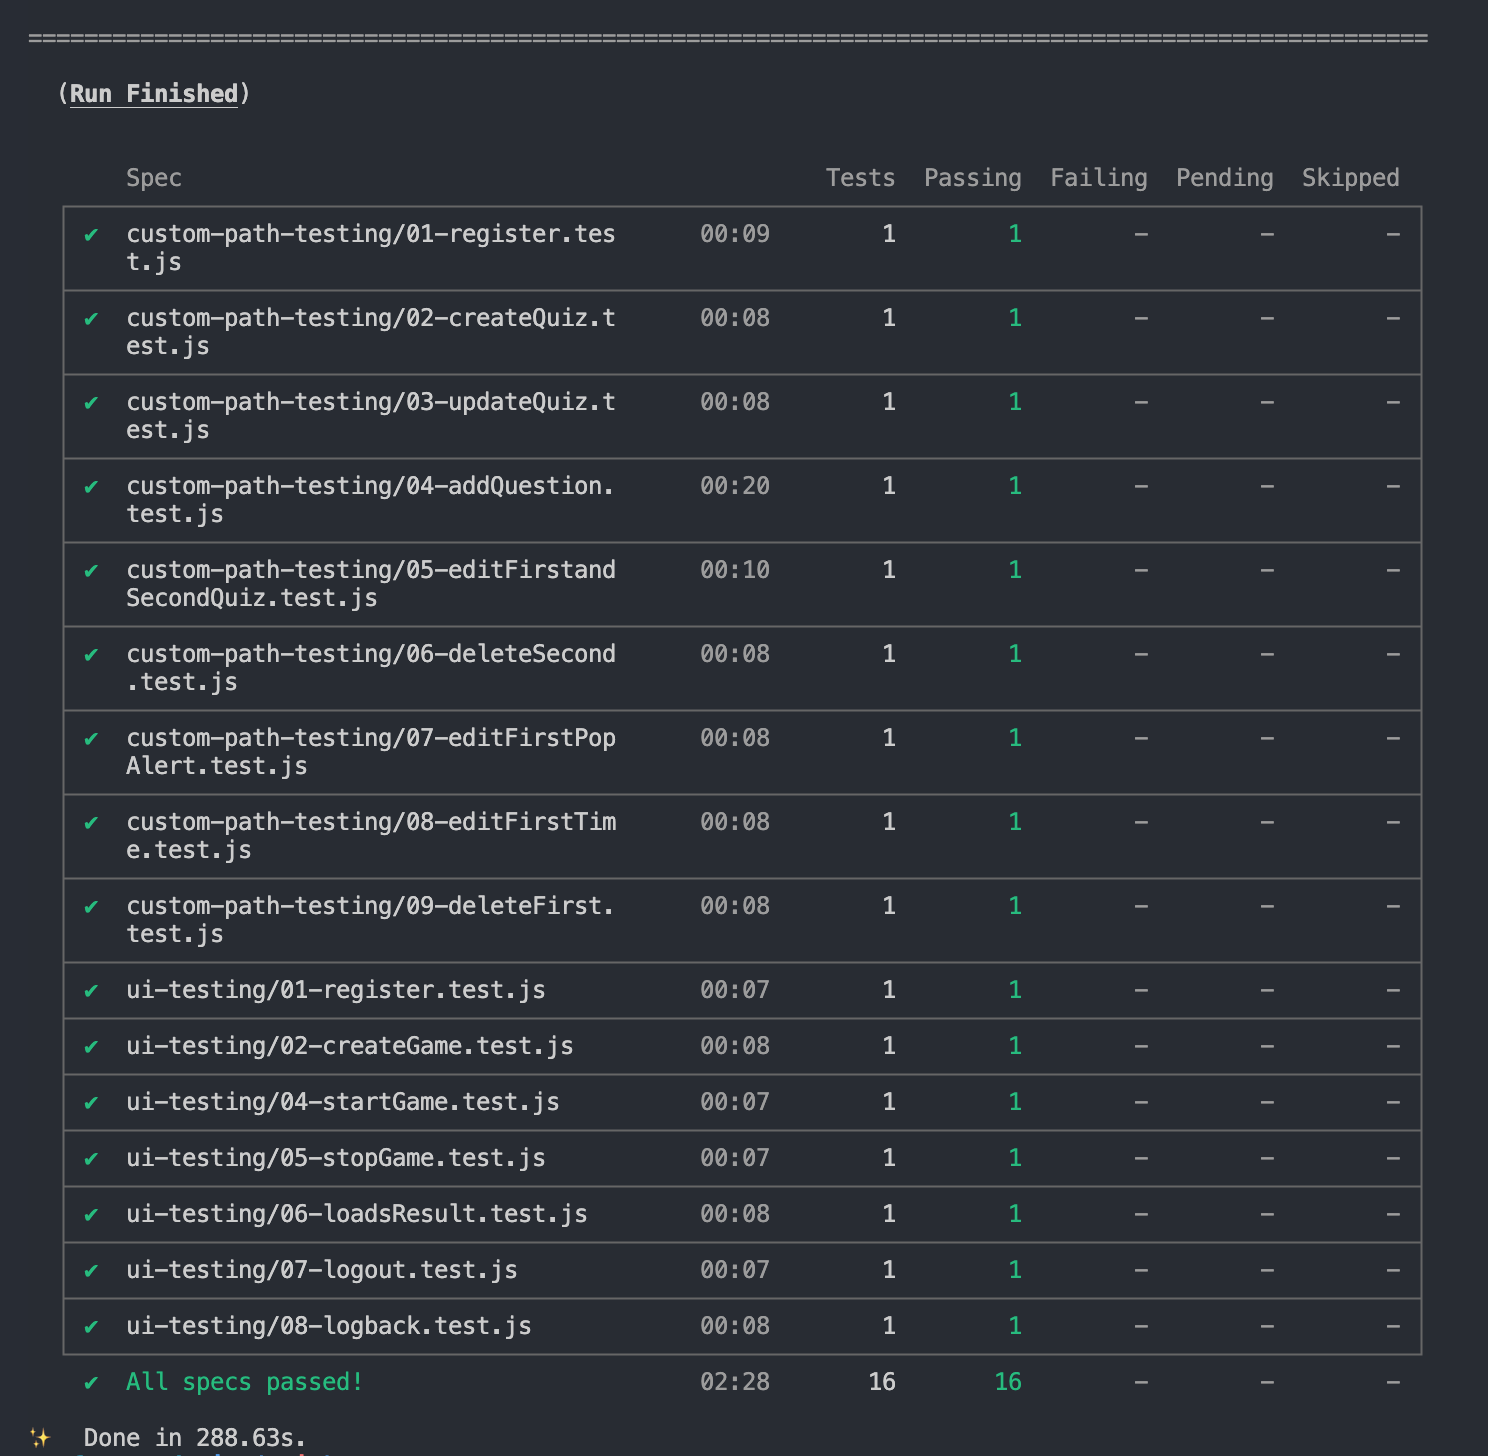 ====================================================================================================
(Run Finished)
Spec Tests Passing Failing Pending Skipped
✔ custom-path-testing/01-register.tes 00:09 1 1 - - -
t.js
✔ custom-path-testing/02-createQuiz.t 00:08 1 1 - - -
est.js
✔ custom-path-testing/03-updateQuiz.t 00:08 1 1 - - -
est.js
✔ custom-path-testing/04-addQuestion. 00:20 1 1 - - -
test.js
✔ custom-path-testing/05-editFirstand 00:10 1 1 - - -
SecondQuiz.test.js
✔ custom-path-testing/06-deleteSecond 00:08 1 1 - - -
.test.js
✔ custom-path-testing/07-editFirstPop 00:08 1 1 - - -
Alert.test.js
✔ custom-path-testing/08-editFirstTim 00:08 1 1 - - -
e.test.js
✔ custom-path-testing/09-deleteFirst. 00:08 1 1 - - -
test.js
✔ ui-testing/01-register.test.js 00:07 1 1 - - -
✔ ui-testing/02-createGame.test.js 00:08 1 1 - - -
✔ ui-testing/04-startGame.test.js 00:07 1 1 - - -
✔ ui-testing/05-stopGame.test.js 00:07 1 1 - - -
✔ ui-testing/06-loadsResult.test.js 00:08 1 1 - - -
✔ ui-testing/07-logout.test.js 00:07 1 1 - - -
✔ ui-testing/08-logback.test.js 00:08 1 1 - - -
✔ All specs passed! 02:28 16 16 - - -
✨ Done in 288.63s.